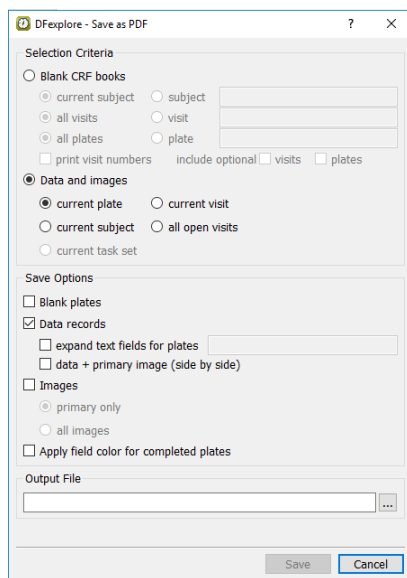 DFexplore - Save as PDF ? ×
Selection Criteria
Blank CRF books
current subject subject
all visits visit
all plates plate
print visit numbers include optional visits plates
Data and images
current plate current visit
current subject all open visits
current task set
Save Options
Blank plates
Data records
expand text fields for plates
data + primary image (side by side)
Images
primary only
all images
Apply field color for completed plates
Output File
...
Save Cancel